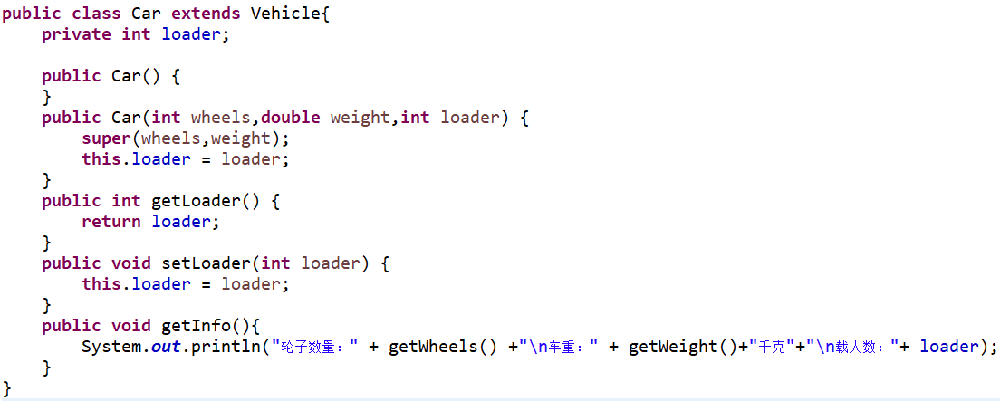 public class Car extends Vehicle{
    private int loader;

    public Car() {
    }
    public Car(int wheels,double weight,int loader) {
        super(wheels,weight);
        this.loader = loader;
    }
    public int getLoader() {
        return loader;
    }
    public void setLoader(int loader) {
        this.loader = loader;
    }
    public void getInfo(){
        System.out.println("轮子数量：" + getWheels() +"\n车重：" + getWeight()+"千克"+"\n载人数："+ loader);
    }
}